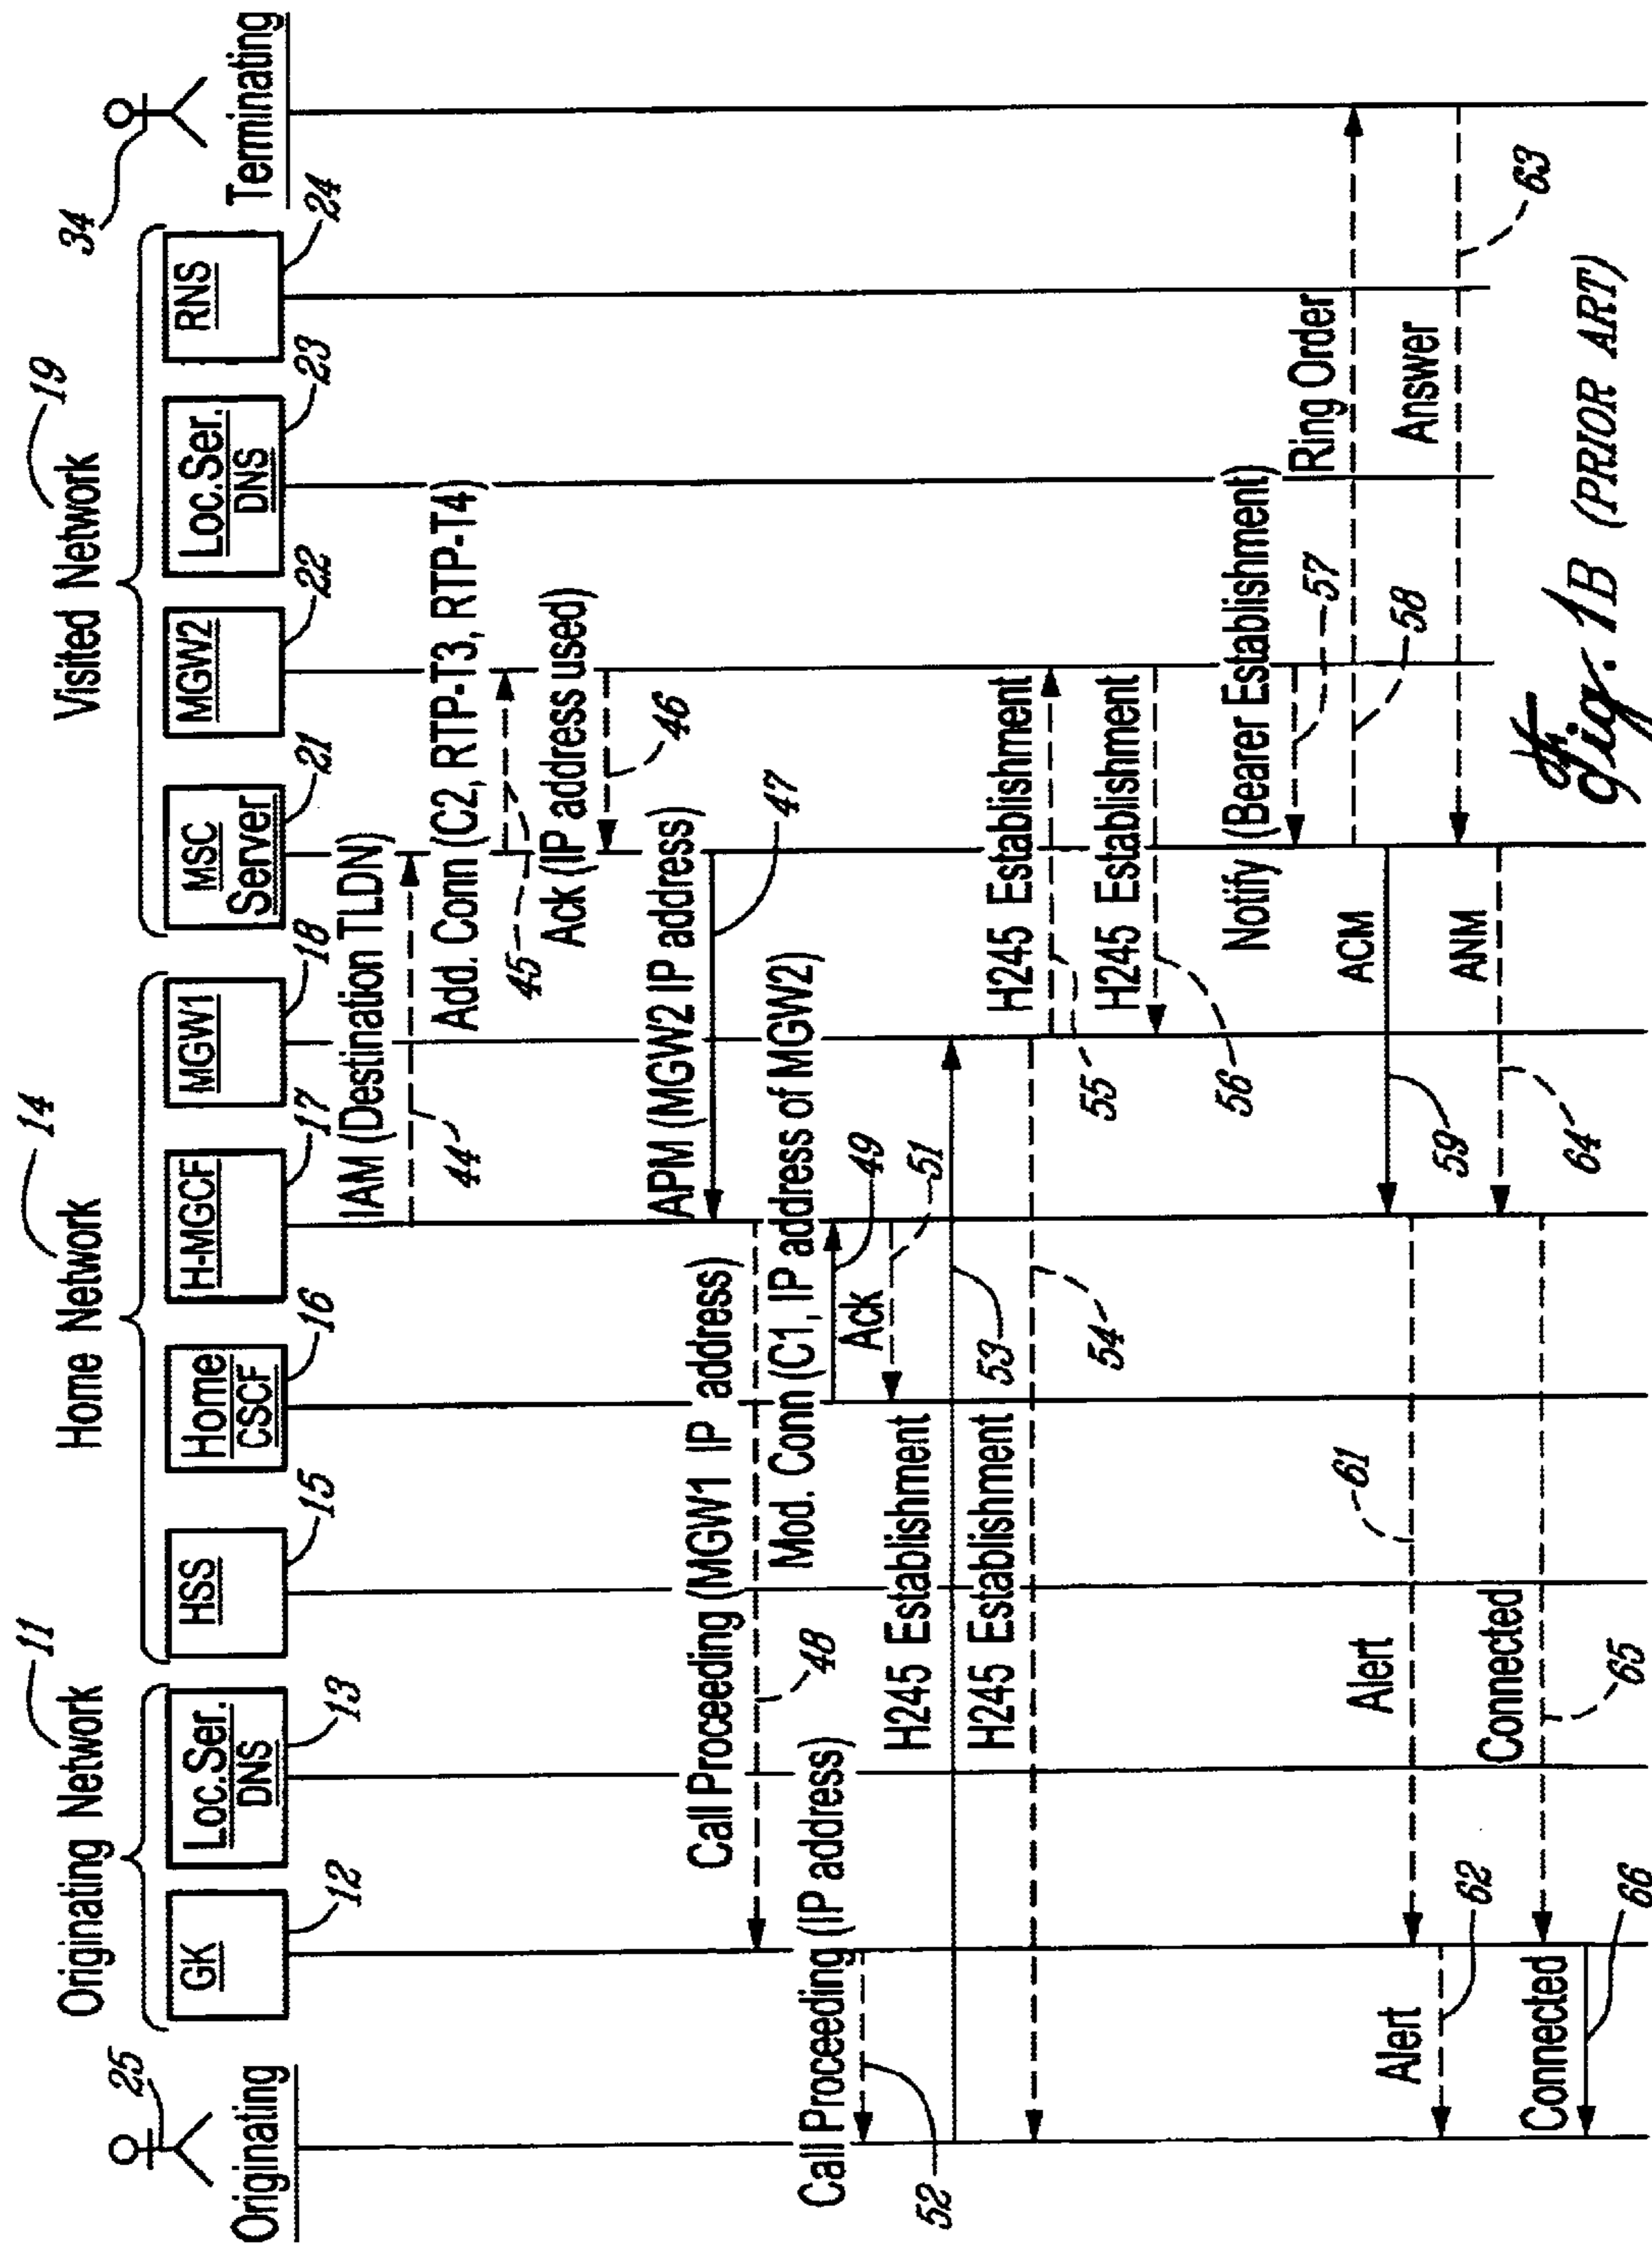 Originating Network
11
Home Network
14
Visited Network
19
25
Originating
GK
12
Loc.Ser.
DNS
13
HSS
15
Home
CSCF
16
H-MGCF
17
MGW1
18
MSC
Server
21
MGW2
22
Loc.Ser.
DNS
23
RNS
24
34
Terminating
IAM (Destination TLDN)
44
Add. Conn (C2, RTP-T3, RTP-T4)
45
Ack (IP address used)
46
APM (MGW2 IP address)
47
Call Proceeding (MGW1 IP address)
48
Mod. Conn (C1, IP address of MGW2)
49
Ack
51
Call Proceeding (IP address)
52
H245 Establishment
53
H245 Establishment
54
H245 Establishment
55
H245 Establishment
56
Notify (Bearer Establishment)
57
Ring Order
58
ACM
59
Alert
61
Alert
62
Answer
63
ANM
64
Connected
65
Connected
66
Fig. 1B (PRIOR ART)